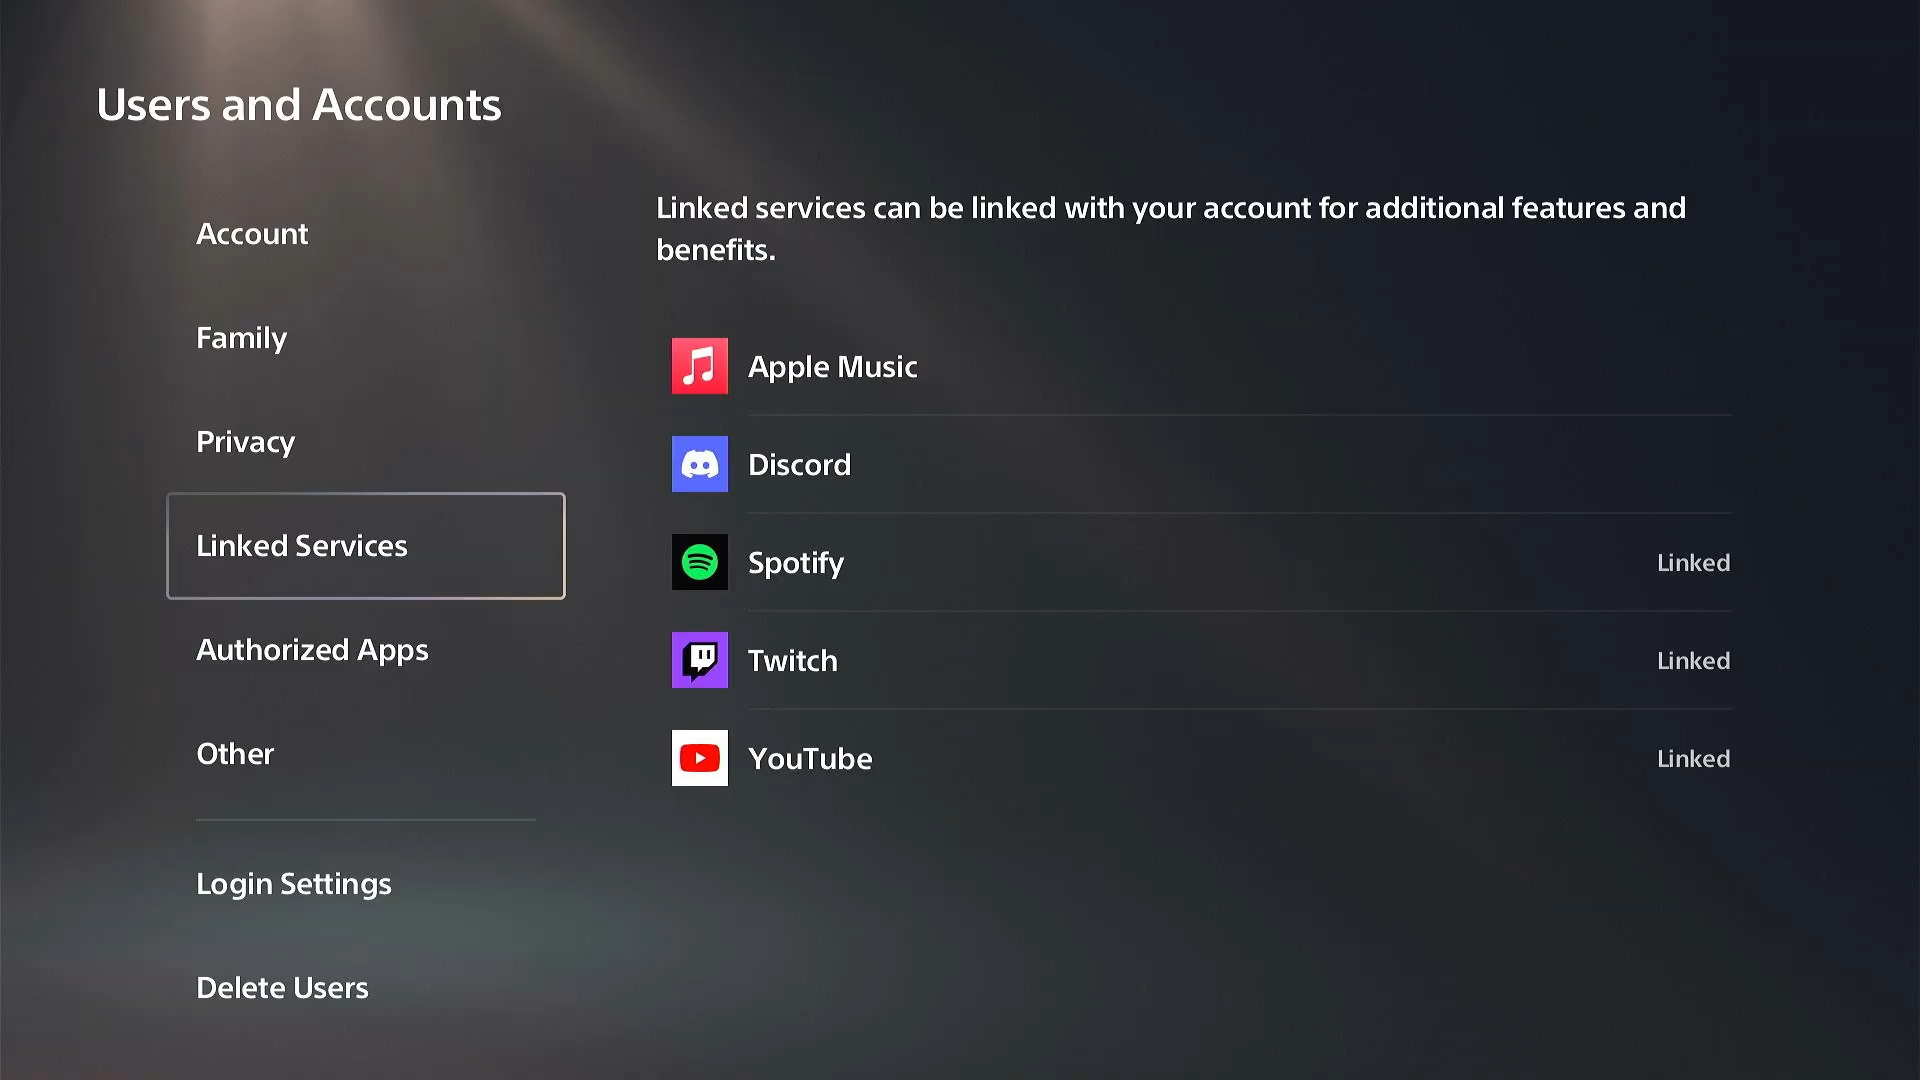 Users and Accounts
Account
Family
Privacy
Linked Services
Authorized Apps
Other
Login Settings
Delete Users
Linked services can be linked with your account for additional features and
benefits.
Apple Music
Discord
Spotify Linked
Twitch Linked
YouTube Linked